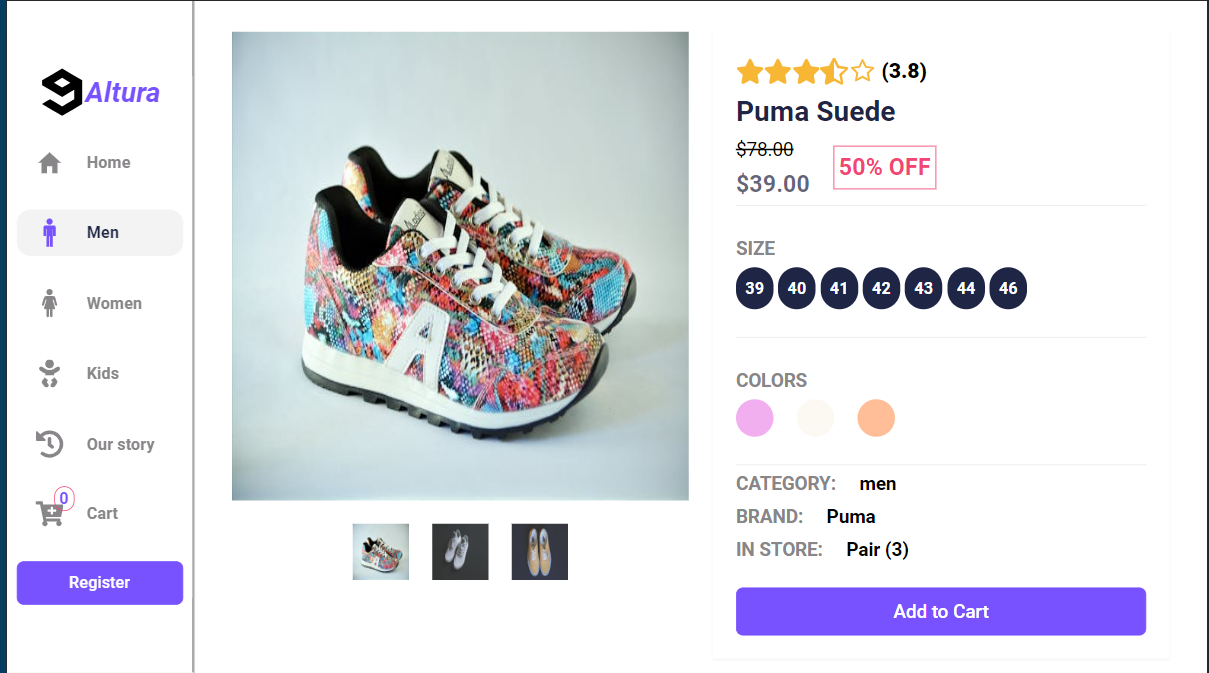 Altura
Home
Men
Women
Kids
Our story
0
Cart
Register
A
(3.8)
Puma Suede
$78.00
$39.00
50% OFF
SIZE
39 40 41 42 43 44 46
COLORS
CATEGORY: men
BRAND: Puma
IN STORE: Pair (3)
Add to Cart